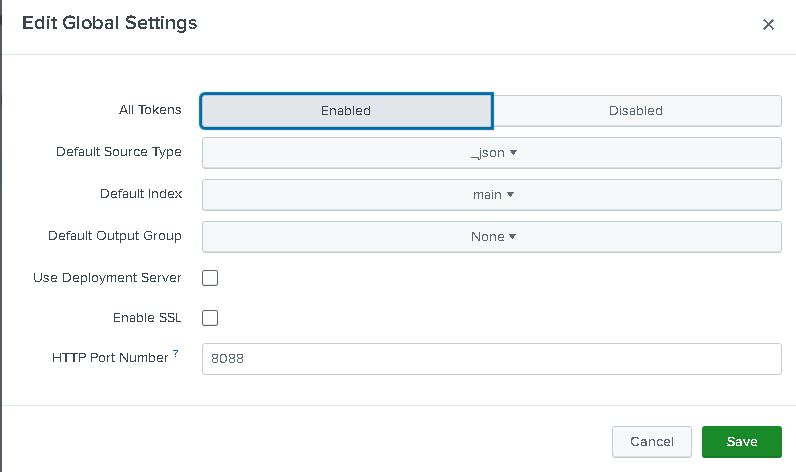 Edit Global Settings
All Tokens Enabled Disabled
Default Source Type _json
Default Index main
Default Output Group None
Use Deployment Server
Enable SSL
HTTP Port Number ? 8088
Cancel Save